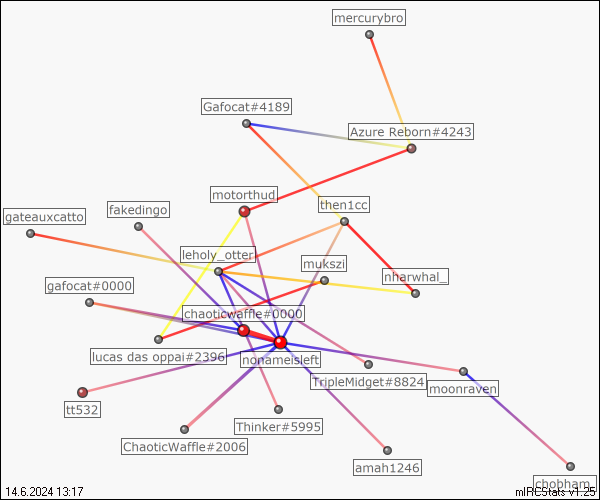 mercurybro
Gafocat#4189
Azure Reborn#4243
motorthud
fakedingo
then1cc
gateauxcatto
leholy_otter
mukszi
nharwhal_
gafocat#0000
chaoticwaffle#0000
lucas das oppai#2396
nonameisleft
TripleMidget#8824
moonraven
tt532
Thinker#5995
ChaoticWaffle#2006
amah1246
chobham_
14.6.2024 13:17
mIRCStats v1.25